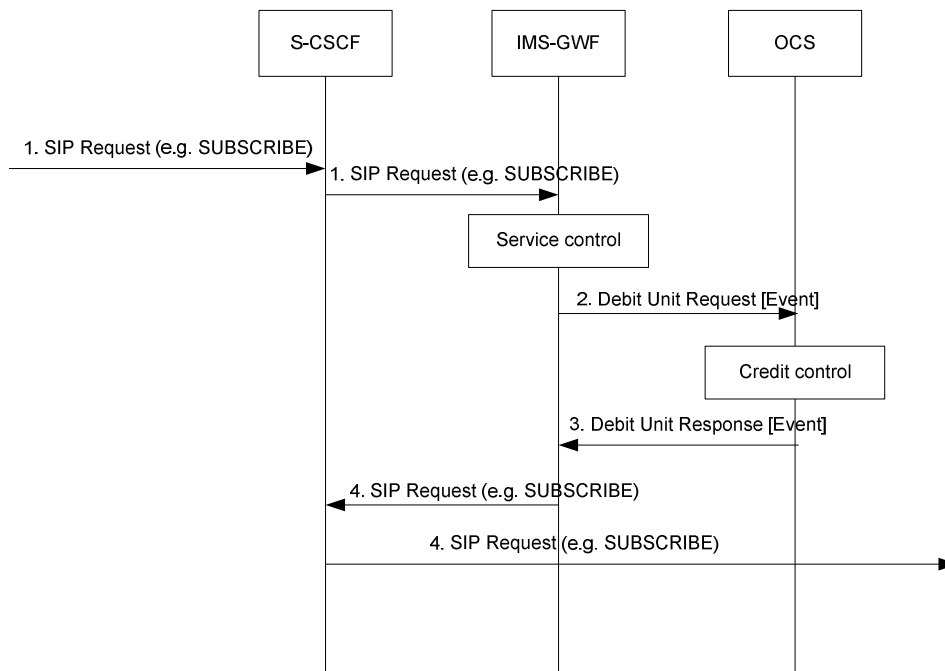 S-CSCF
IMS-GWF
OCS
1. SIP Request (e.g. SUBSCRIBE)
1. SIP Request (e.g. SUBSCRIBE)
Service control
2. Debit Unit Request [Event]
Credit control
3. Debit Unit Response [Event]
4. SIP Request (e.g. SUBSCRIBE)
4. SIP Request (e.g. SUBSCRIBE)